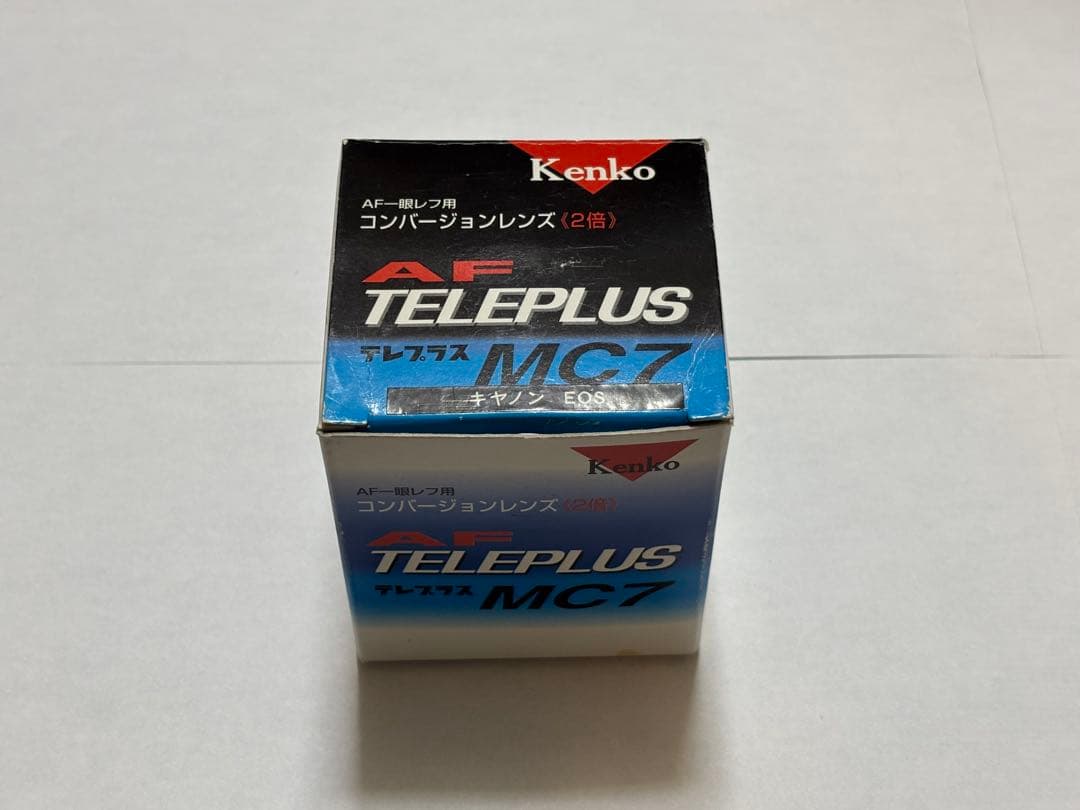 Kenko
AF一眼レフ用
コンバージョンレンズ《2倍》
AF
TELEPLUS
テレプラス MC7
キヤノン EOS
Kenko
AF一眼レフ用
コンバージョンレンズ《2倍》
AF
TELEPLUS
テレプラス MC7